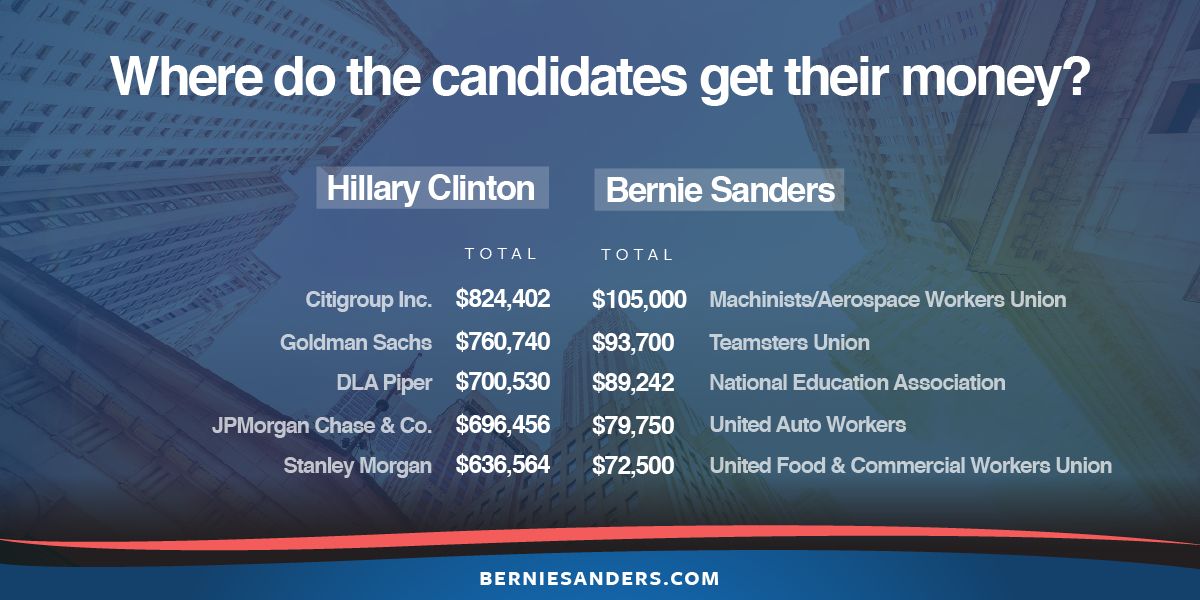 Where do the candidates get their money?
Hillary Clinton Bernie Sanders
TOTAL TOTAL
Citigroup Inc. $824,402 $105,000 Machinists/Aerospace Workers Union
Goldman Sachs $760,740 $93,700 Teamsters Union
DLA Piper $700,530 $89,242 National Education Association
JPMorgan Chase & Co. $696,456 $79,750 United Auto Workers
Stanley Morgan $636,564 $72,500 United Food & Commercial Workers Union
BERNIESANDERS.COM